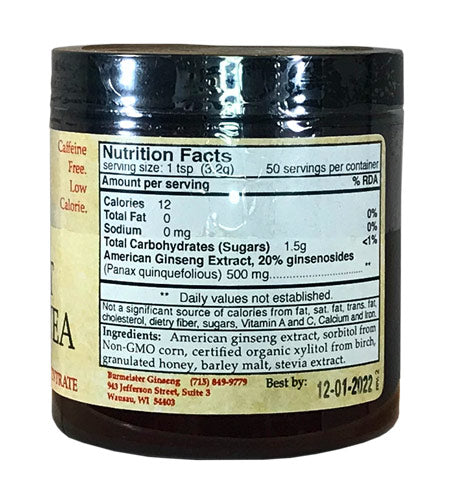 Caffeine
Free.
Low
Calorie.
T
EA
YTRATE
Nutrition Facts
serving size: 1 tsp (3.2g) 50 servings per container
Amount per serving % RDA
Calories 12
Total Fat 0 0%
Sodium 0 mg 0%
Total Carbohydrates (Sugars) 1.5g <1%
American Ginseng Extract, 20% ginsenosides
(Panax quinquefolious) 500 mg **
** Daily values not established.
Not a significant source of calories from fat, sat. fat, trans. fat,
cholesterol, dietry fiber, sugars, Vitamin A and C, Calcium and Iron.
Ingredients: American ginseng extract, sorbitol from
Non-GMO corn, certified organic xylitol from birch,
granulated honey, barley malt, stevia extract.
Burmeister Ginseng (715) 849-9779
943 Jefferson Street, Suite 3
Wausau, WI 54403
Best by: 12-01-2022